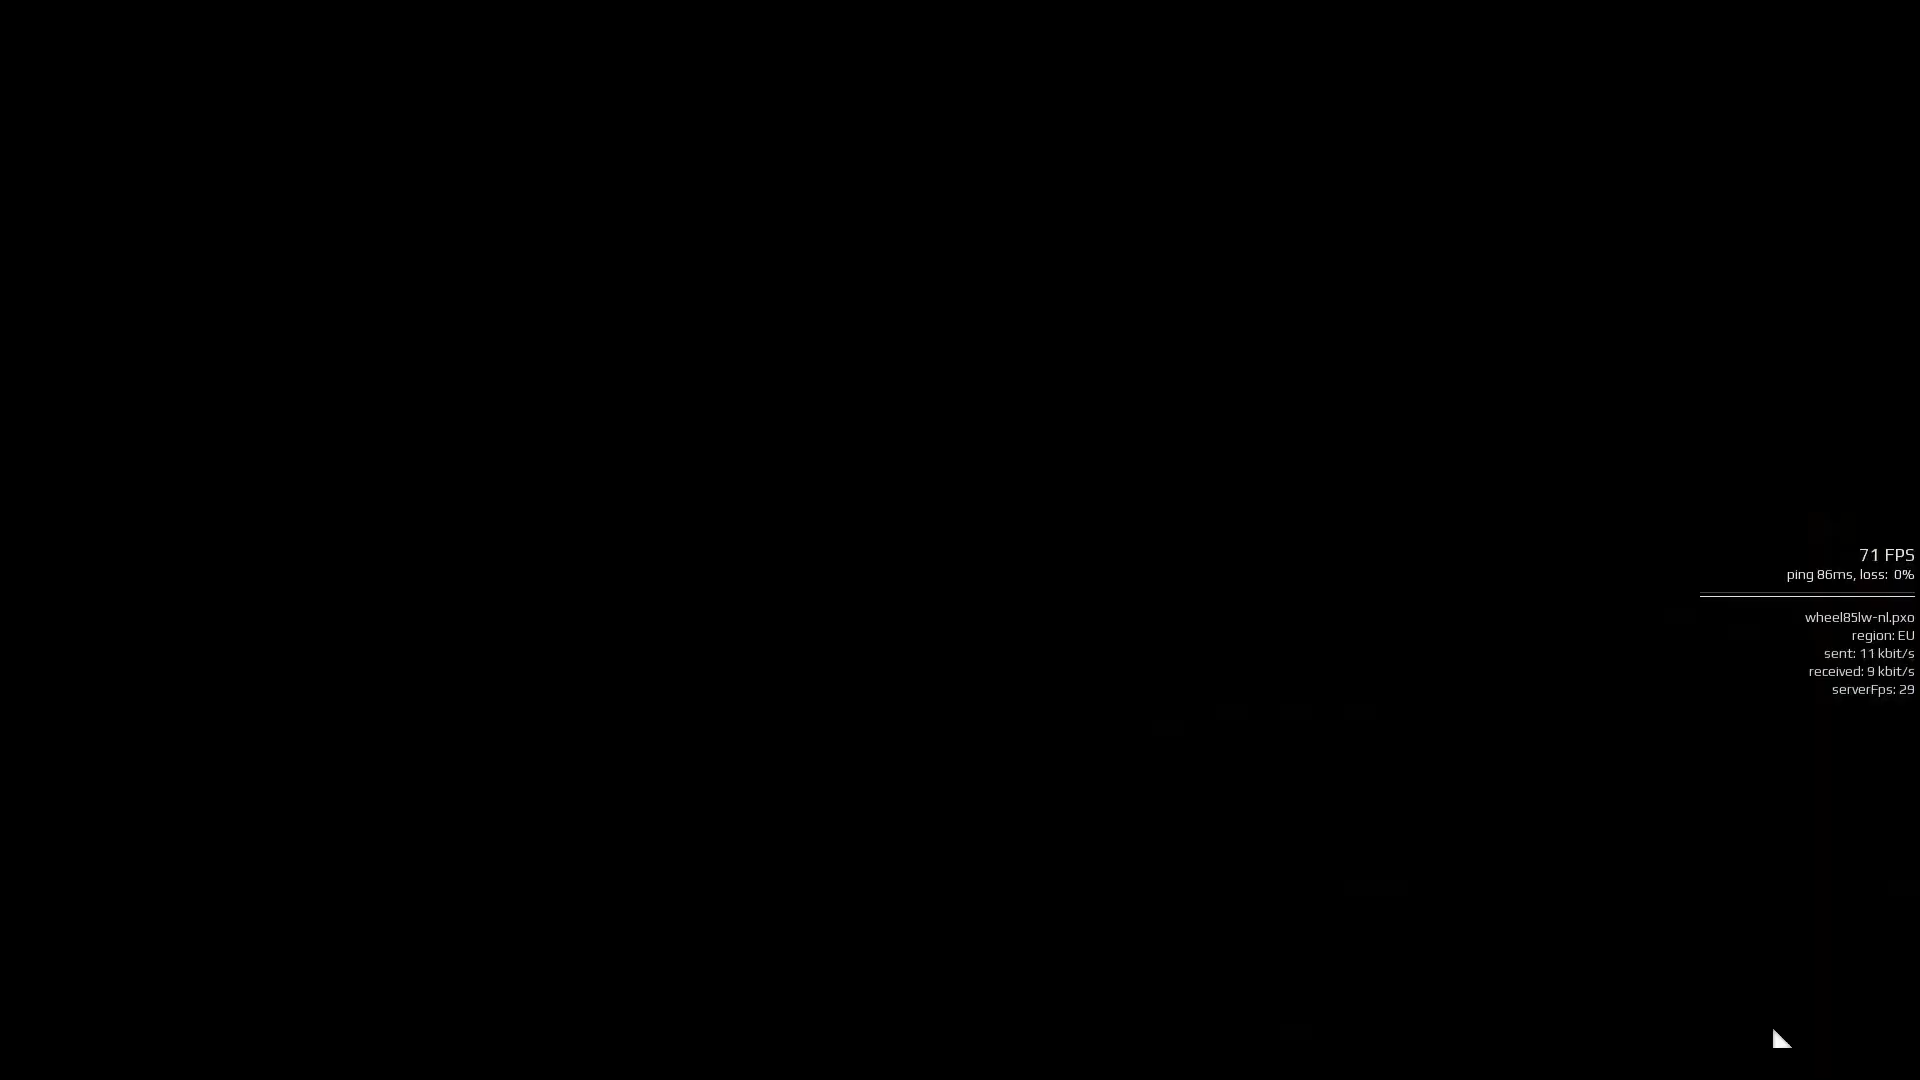 71 FPS
ping 86ms, loss: 0%
wheel85lw-nl.pxo
region: EU
sent: 11 kbit/s
received: 9 kbit/s
serverFps: 29